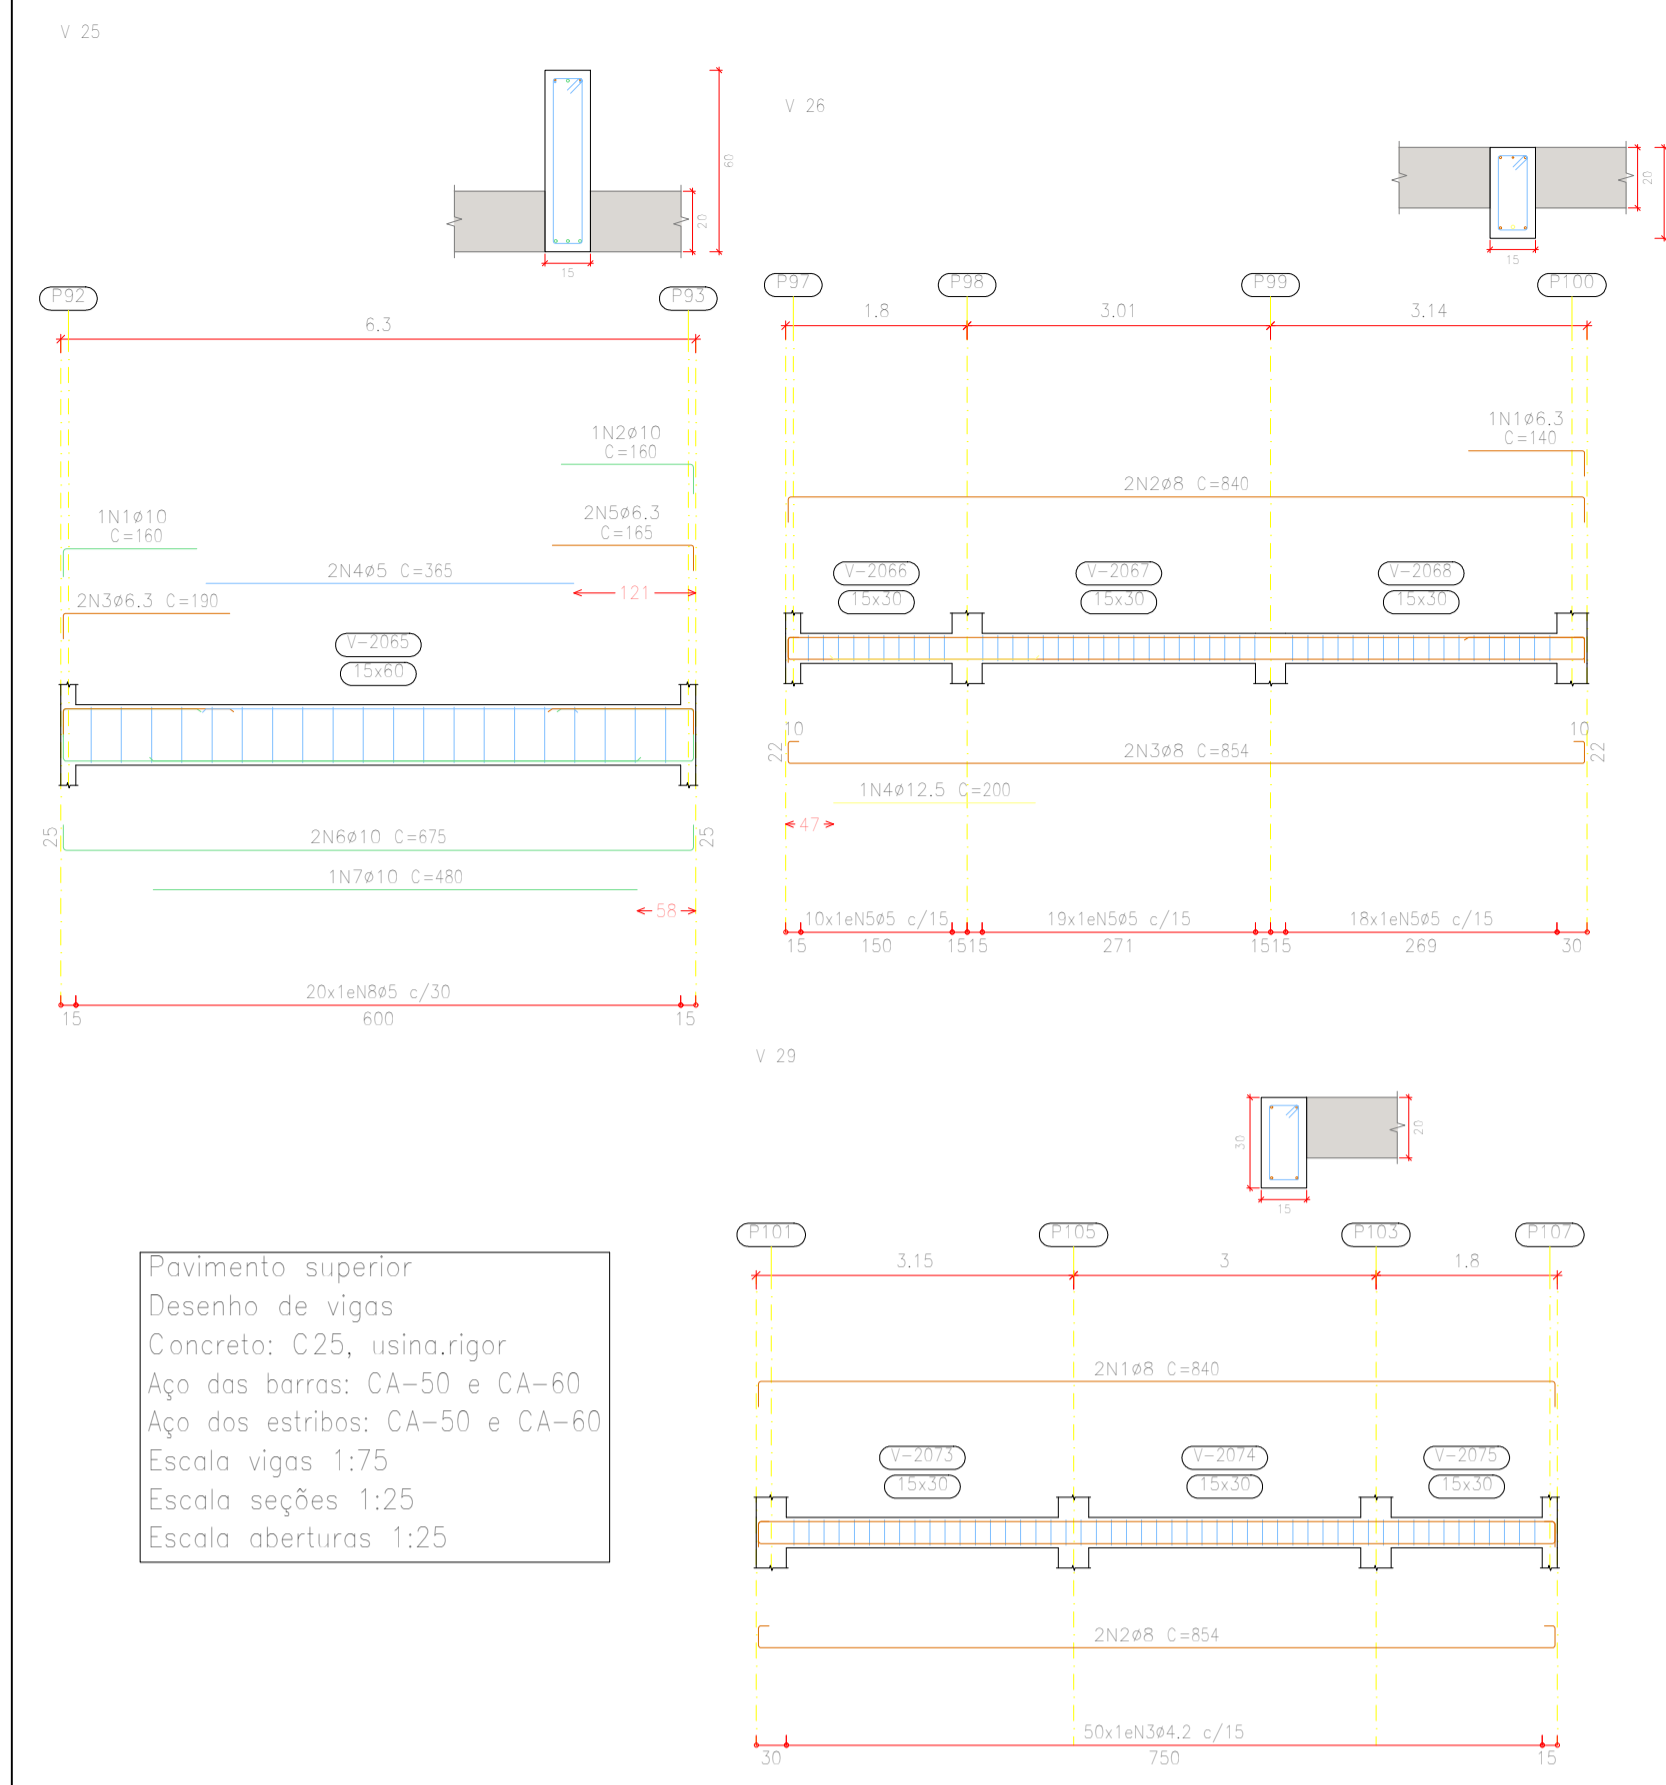 V 25
60
20
15
P92
P93
6.3
1N2ø10
C=160
1N1ø10
C=160
2N5ø6.3
C=165
2N4ø5 C=365
121
2N3ø6.3 C=190
V-2065
15x60
25
2N6ø10 C=675
25
1N7ø10 C=480
58
20x1eN8ø5 c/30
15
600
15
V 26
20
15
P97
P98
P99
P100
1.8
3.01
3.14
1N1ø6.3
C=140
2N2ø8 C=840
V-2066
V-2067
V-2068
15x30
15x30
15x30
10
10
22
2N3ø8 C=854
22
1N4ø12.5 C=200
47
10x1eN5ø5 c/15
19x1eN5ø5 c/15
18x1eN5ø5 c/15
15
150
1515
271
1515
269
30
V 29
30
20
15
P101
P105
P103
P107
3.15
3
1.8
2N1ø8 C=840
V-2073
V-2074
V-2075
15x30
15x30
15x30
2N2ø8 C=854
50x1eN3ø4.2 c/15
30
750
15
Pavimento superior
Desenho de vigas
Concreto: C25, usina.rigor
Aço das barras: CA-50 e CA-60
Aço dos estribos: CA-50 e CA-60
Escala vigas 1:75
Escala seções 1:25
Escala aberturas 1:25